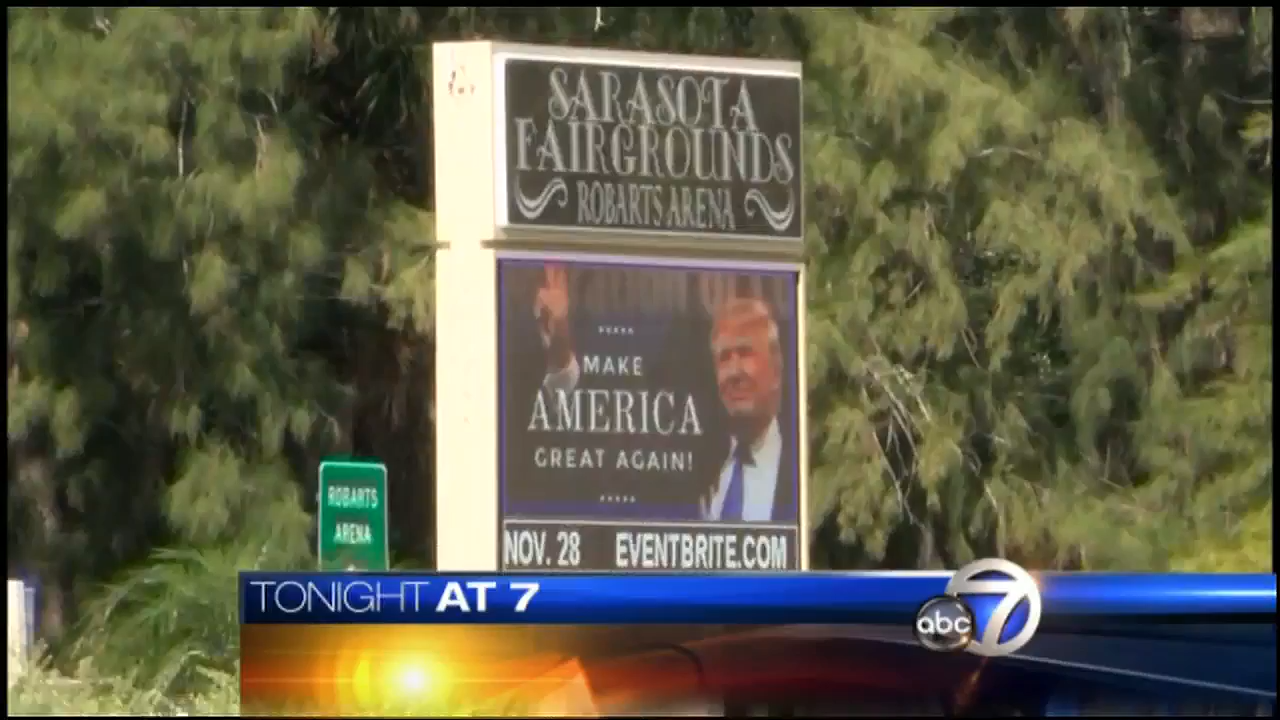 SARASOTA
FAIRGROUNDS
ROBARTS ARENA
MAKE
AMERICA
GREAT AGAIN!
NOV. 28 EVENTBRITE.COM
ROBARTS
ARENA
TONIGHT AT 7
abc 7